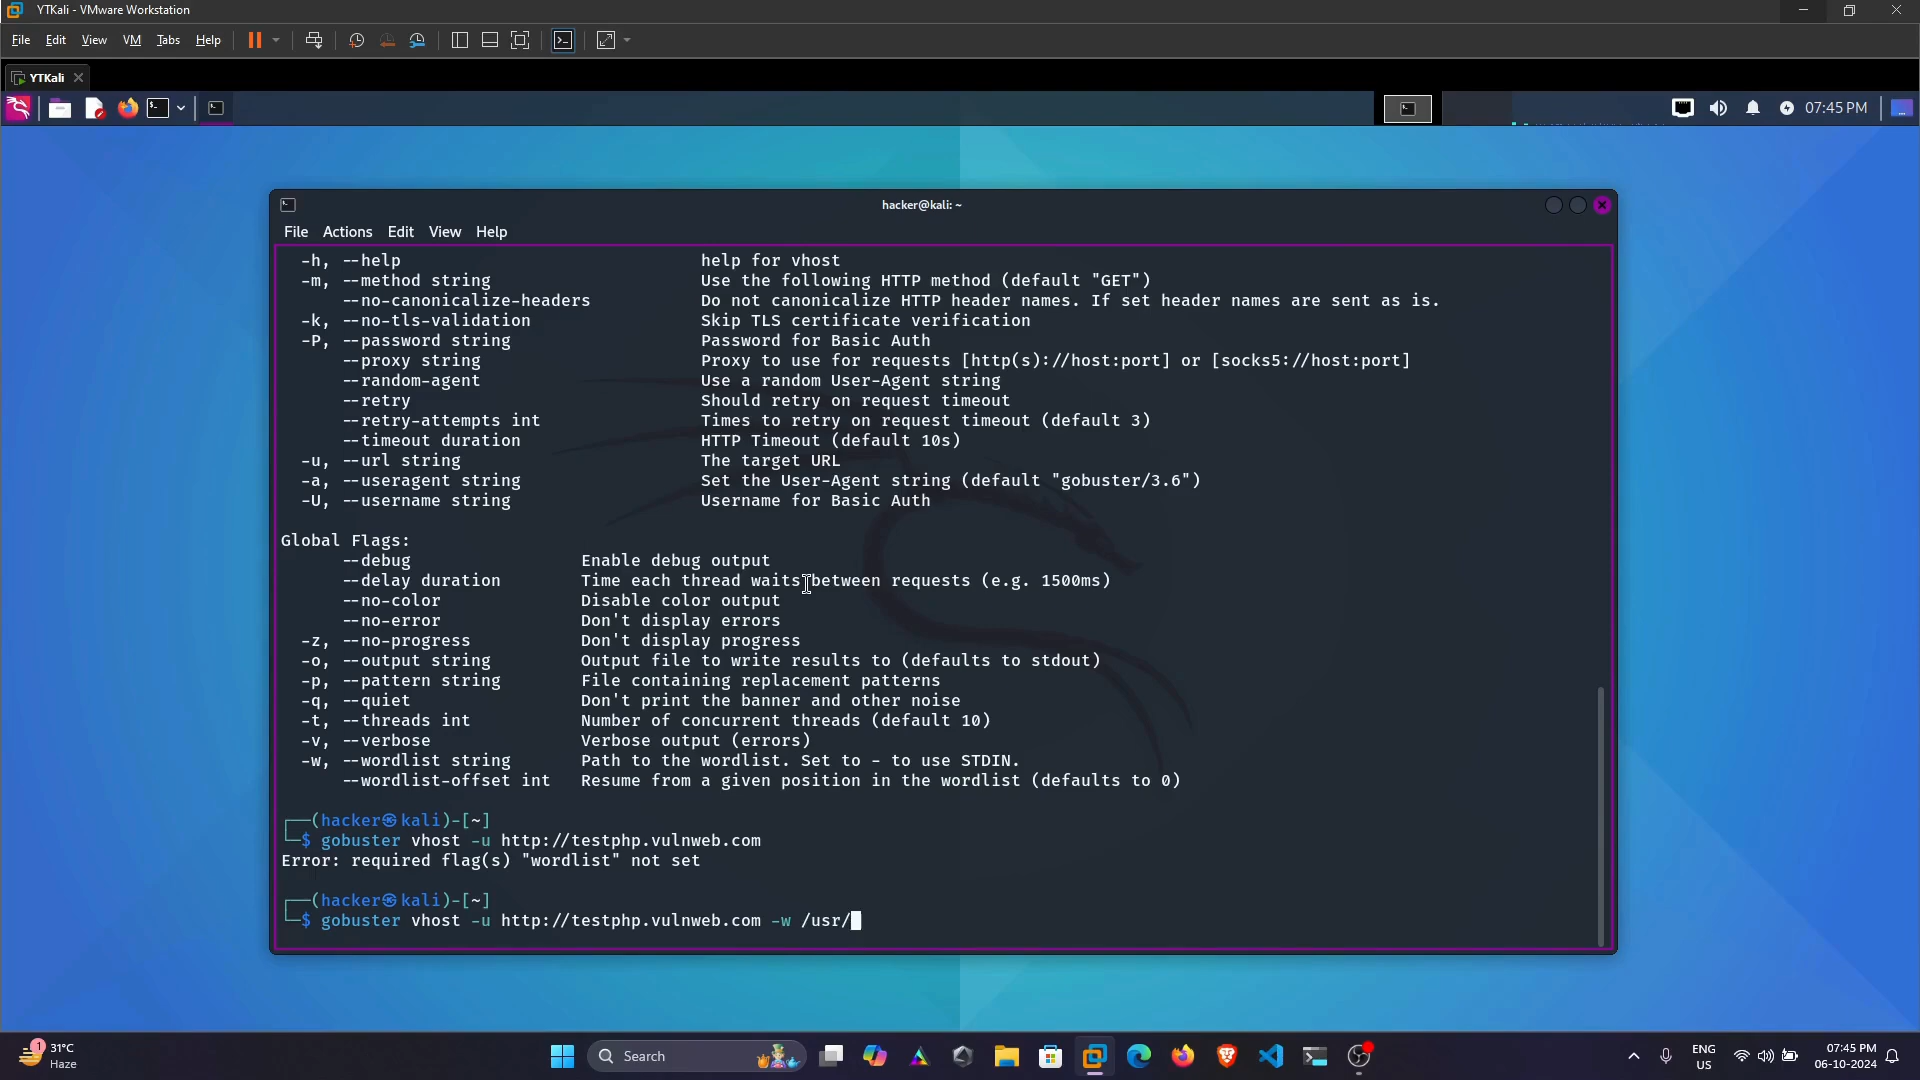 YTKali - VMware Workstation
File Edit View VM Tabs Help
YTKali
07:45 PM
hacker@kali: ~
File Actions Edit View Help
-h, --help help for vhost
-m, --method string Use the following HTTP method (default "GET")
--no-canonicalize-headers Do not canonicalize HTTP header names. If set header names are sent as is.
-k, --no-tls-validation Skip TLS certificate verification
-P, --password string Password for Basic Auth
--proxy string Proxy to use for requests [http(s)://host:port] or [socks5://host:port]
--random-agent Use a random User-Agent string
--retry Should retry on request timeout
--retry-attempts int Times to retry on request timeout (default 3)
--timeout duration HTTP Timeout (default 10s)
-u, --url string The target URL
-a, --useragent string Set the User-Agent string (default "gobuster/3.6")
-U, --username string Username for Basic Auth
Global Flags:
--debug Enable debug output
--delay duration Time each thread waits between requests (e.g. 1500ms)
--no-color Disable color output
--no-error Don't display errors
-z, --no-progress Don't display progress
-o, --output string Output file to write results to (defaults to stdout)
-p, --pattern string File containing replacement patterns
-q, --quiet Don't print the banner and other noise
-t, --threads int Number of concurrent threads (default 10)
-v, --verbose Verbose output (errors)
-w, --wordlist string Path to the wordlist. Set to - to use STDIN.
--wordlist-offset int Resume from a given position in the wordlist (defaults to 0)
┌──(hacker㉿kali)-[~]
└─$ gobuster vhost -u http://testphp.vulnweb.com
Error: required flag(s) "wordlist" not set
┌──(hacker㉿kali)-[~]
└─$ gobuster vhost -u http://testphp.vulnweb.com -w /usr/
1
31°C
Haze
Search
ENG
US
07:45 PM
06-10-2024